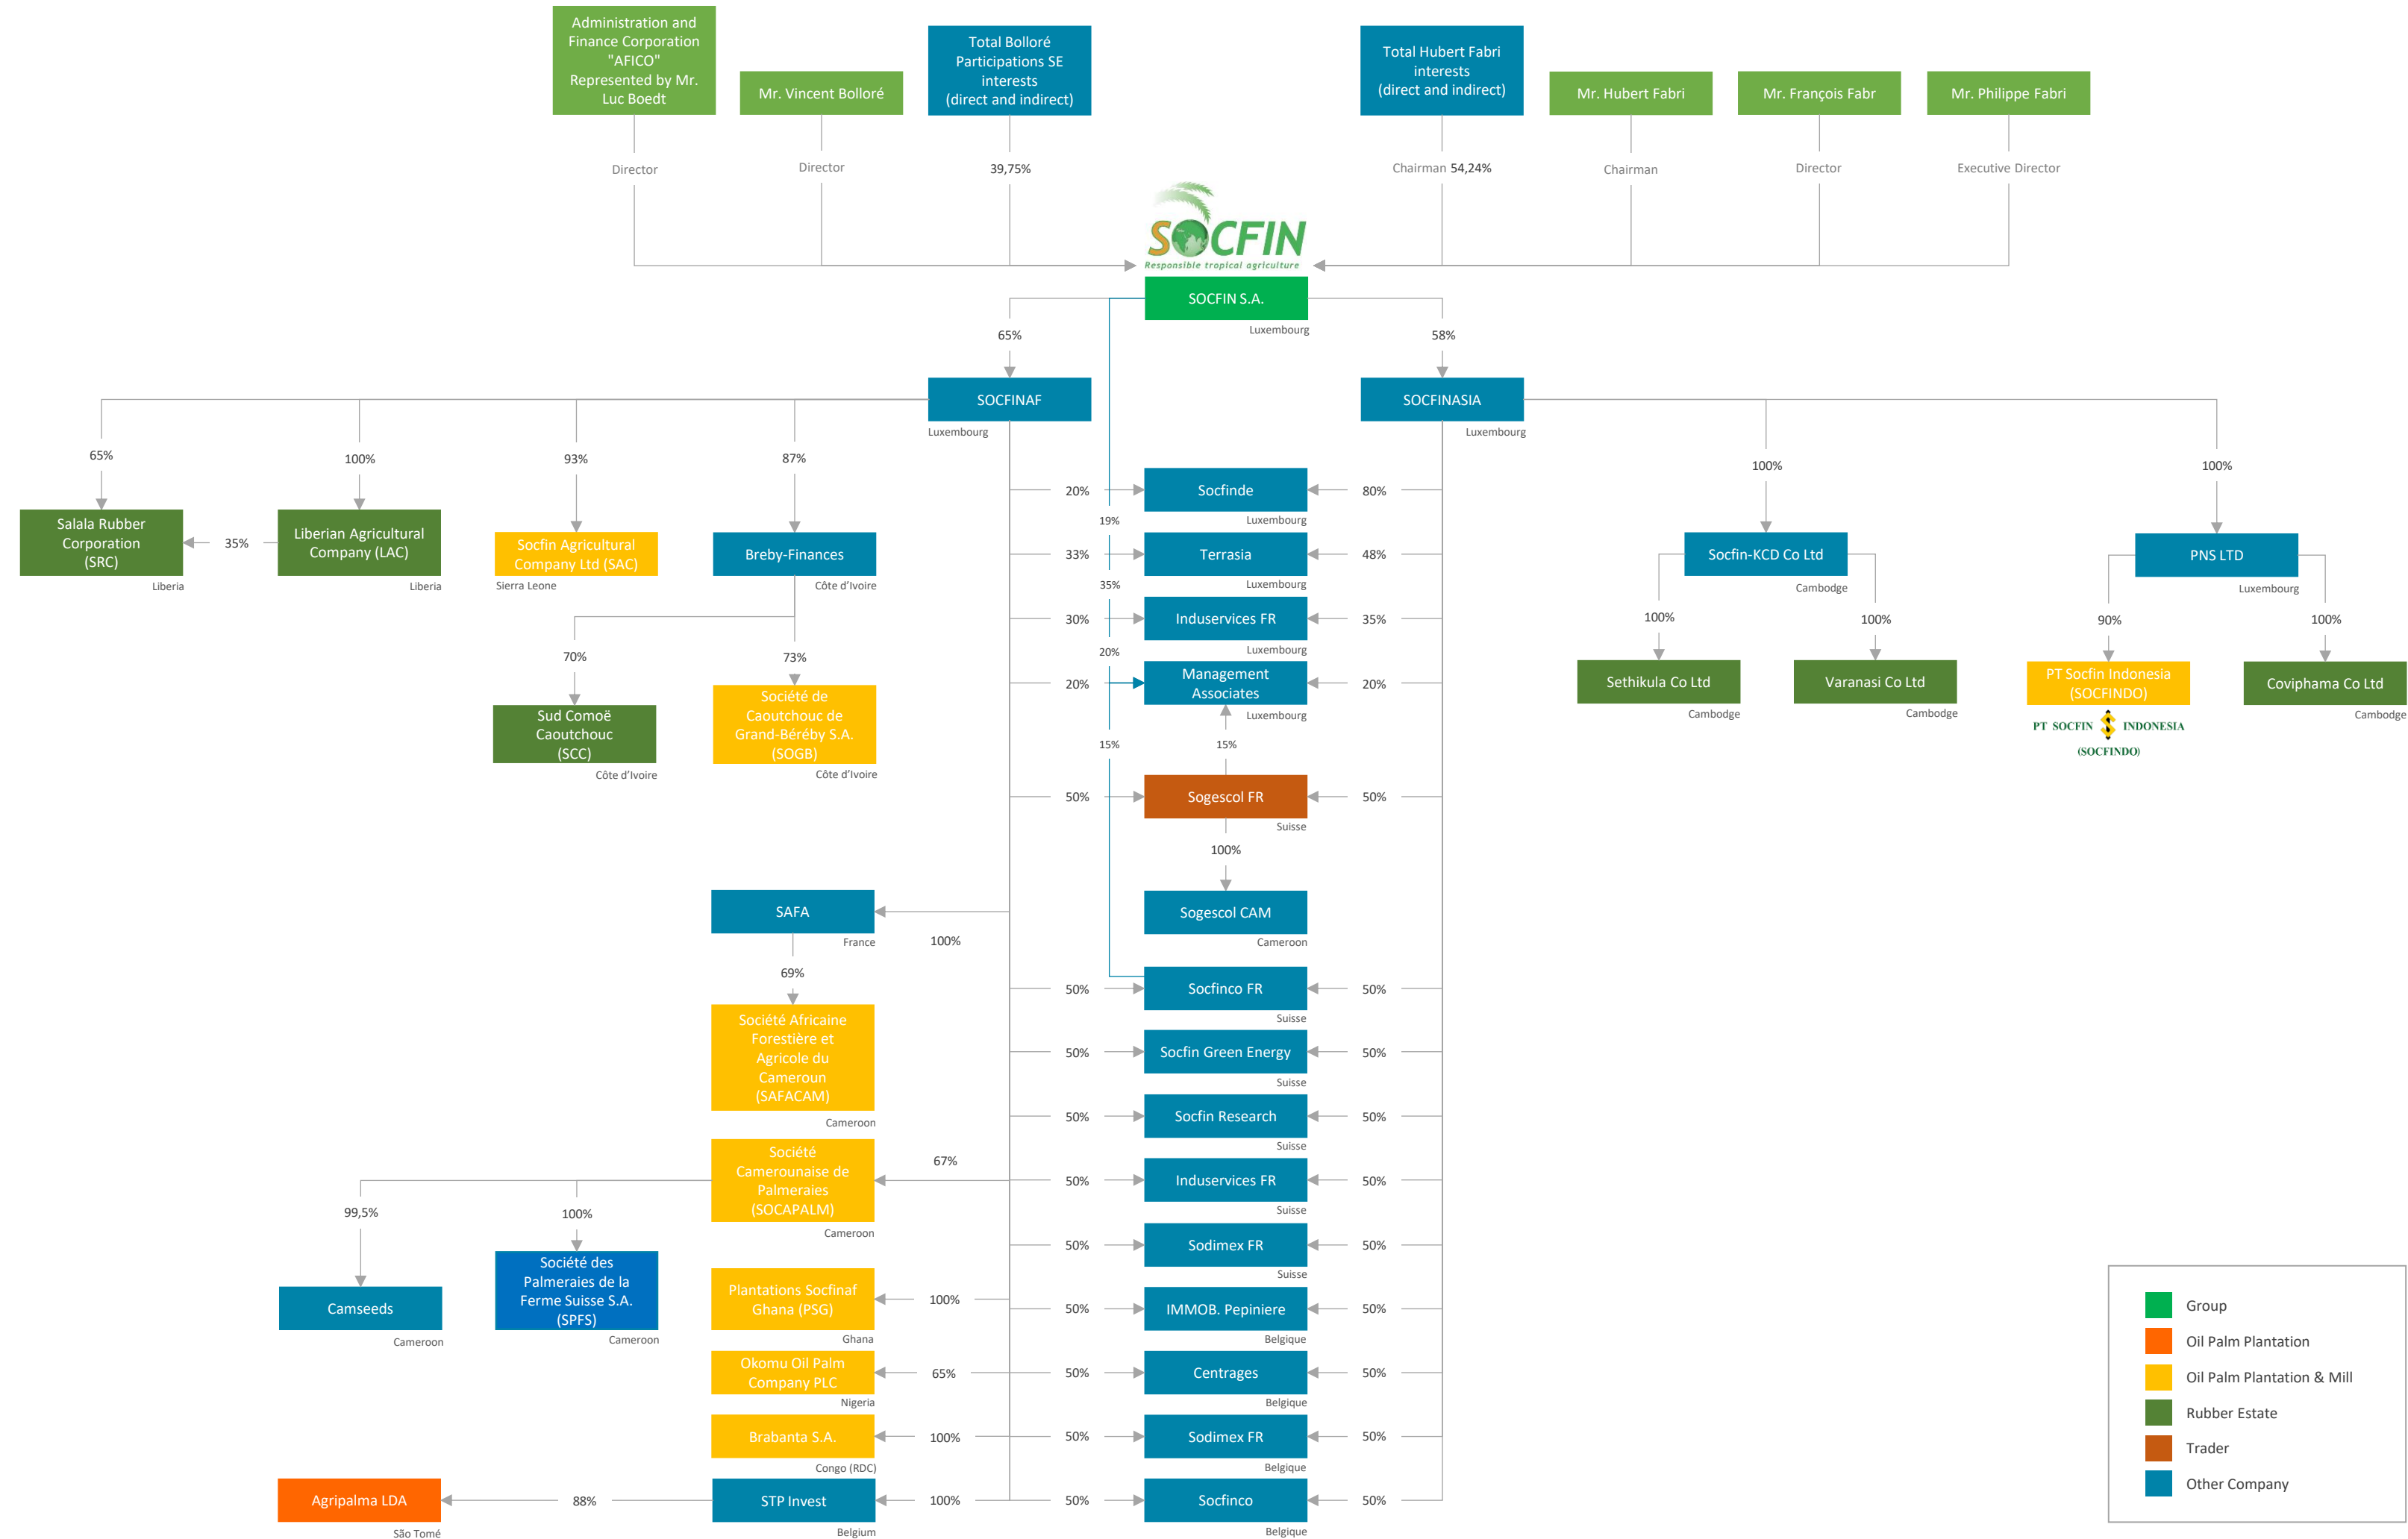 Administration and
Finance Corporation
"AFICO"
Represented by Mr.
Luc Boedt
Mr. Vincent Bolloré
Total Bolloré
Participations SE
interests
(direct and indirect)
Total Hubert Fabri
interests
(direct and indirect)
Mr. Hubert Fabri
Mr. François Fabr
Mr. Philippe Fabri
Director
Director
39,75%
Chairman 54,24%
Chairman
Director
Executive Director
SOCFIN
Responsible tropical agriculture
SOCFIN S.A.
Luxembourg
65%
58%
SOCFINAF
Luxembourg
SOCFINASIA
Luxembourg
65%
100%
93%
87%
Salala Rubber
Corporation
(SRC)
Liberia
35%
Liberian Agricultural
Company (LAC)
Liberia
Socfin Agricultural
Company Ltd (SAC)
Sierra Leone
Breby-Finances
Côte d’Ivoire
70%
73%
Sud Comoë
Caoutchouc
(SCC)
Côte d’Ivoire
Société de
Caoutchouc de
Grand-Béréby S.A.
(SOGB)
Côte d’Ivoire
20%
Socfinde
80%
Luxembourg
19%
33%
Terrasia
48%
Luxembourg
35%
30%
Induservices FR
35%
Luxembourg
20%
20%
Management
Associates
20%
Luxembourg
15%
15%
50%
Sogescol FR
50%
Suisse
100%
Sogescol CAM
Cameroon
100%
100%
Socfin-KCD Co Ltd
Cambodge
PNS LTD
Luxembourg
100%
100%
90%
100%
Sethikula Co Ltd
Cambodge
Varanasi Co Ltd
Cambodge
PT Socfin Indonesia
(SOCFINDO)
PT SOCFIN INDONESIA
(SOCFINDO)
Coviphama Co Ltd
Cambodge
SAFA
France
100%
69%
Société Africaine
Forestière et
Agricole du
Cameroun
(SAFACAM)
Cameroon
67%
Société
Camerounaise de
Palmeraies
(SOCAPALM)
Cameroon
99,5%
100%
Camseeds
Cameroon
Société des
Palmeraies de la
Ferme Suisse S.A.
(SPFS)
Cameroon
Plantations Socfinaf
Ghana (PSG)
100%
Ghana
Okomu Oil Palm
Company PLC
65%
Nigeria
Brabanta S.A.
100%
Congo (RDC)
Agripalma LDA
São Tomé
88%
STP Invest
100%
Belgium
50%
Socfinco FR
50%
Suisse
50%
Socfin Green Energy
50%
Suisse
50%
Socfin Research
50%
Suisse
50%
Induservices FR
50%
Suisse
50%
Sodimex FR
50%
Suisse
50%
IMMOB. Pepiniere
50%
Belgique
50%
Centrages
50%
Belgique
50%
Sodimex FR
50%
Belgique
50%
Socfinco
50%
Belgique
Group
Oil Palm Plantation
Oil Palm Plantation & Mill
Rubber Estate
Trader
Other Company